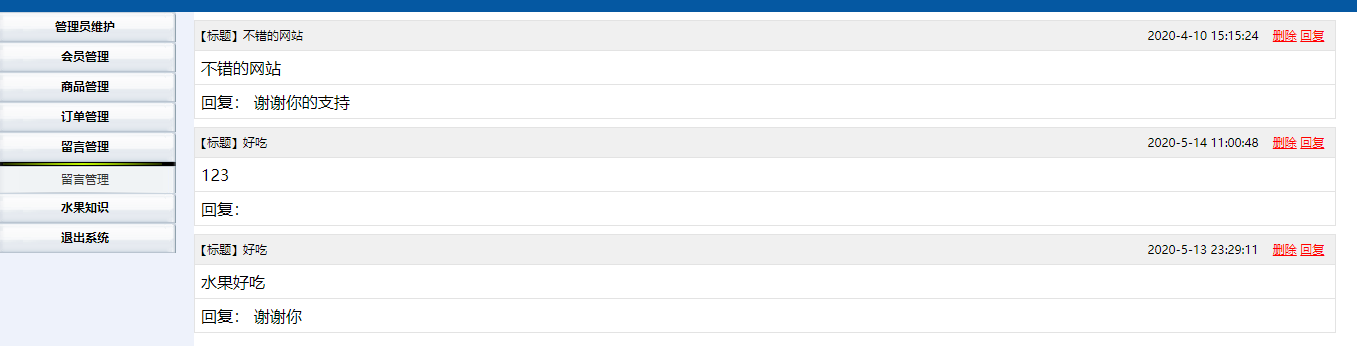 管理员维护
会员管理
商品管理
订单管理
留言管理
留言管理
水果知识
退出系统
【标题】不错的网站 2020-4-10 15:15:24 删除 回复
不错的网站
回复： 谢谢你的支持
【标题】好吃 2020-5-14 11:00:48 删除 回复
123
回复：
【标题】好吃 2020-5-13 23:29:11 删除 回复
水果好吃
回复： 谢谢你